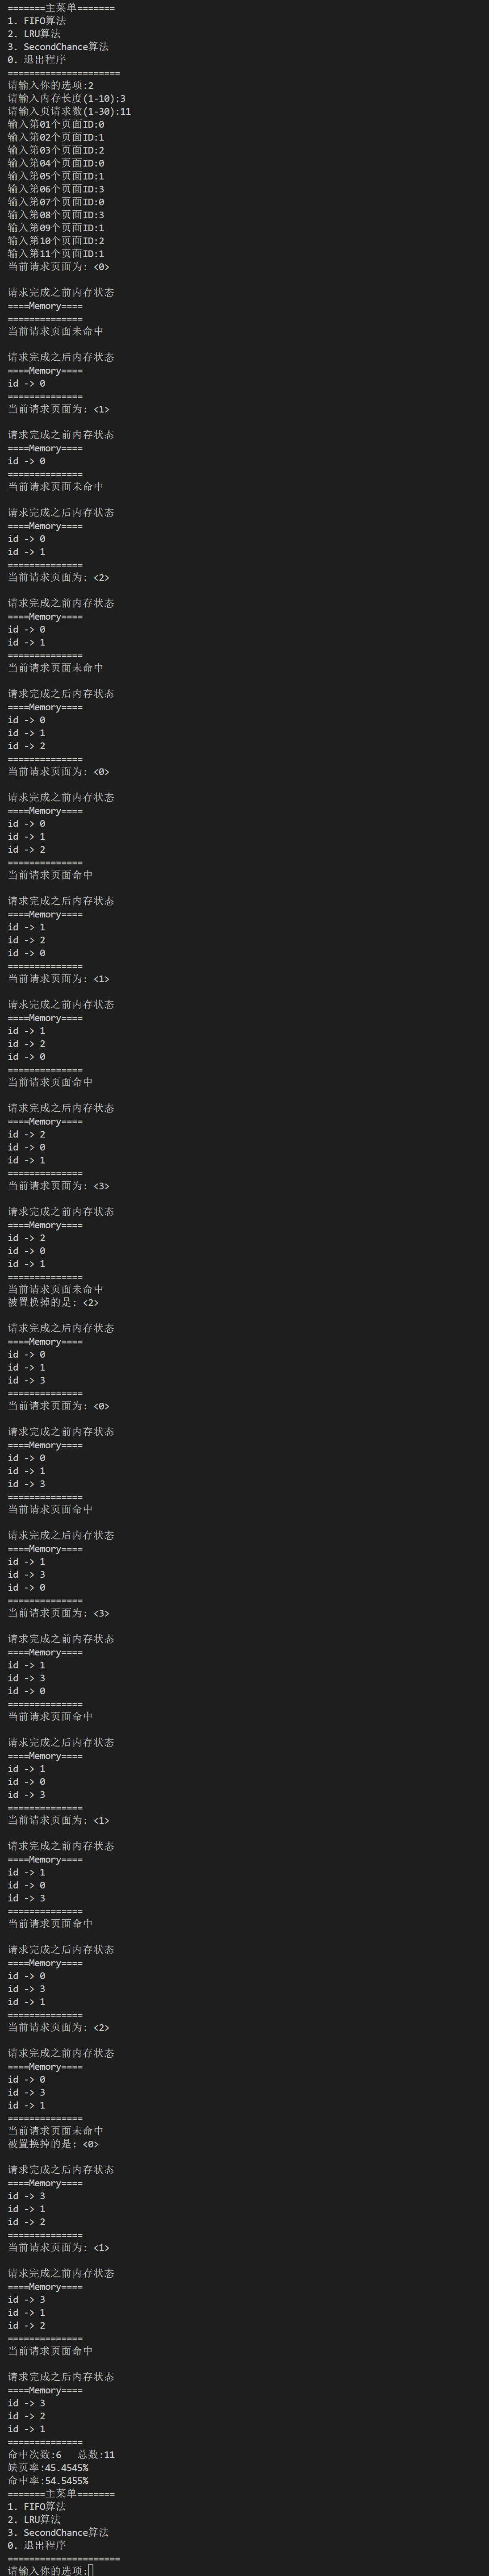 =======主菜单=======
1. FIFO算法
2. LRU算法
3. SecondChance算法
0. 退出程序
=====================
请输入你的选项:2
请输入内存长度(1-10):3
请输入页请求数(1-30):11
输入第01个页面ID:0
输入第02个页面ID:1
输入第03个页面ID:2
输入第04个页面ID:0
输入第05个页面ID:1
输入第06个页面ID:3
输入第07个页面ID:0
输入第08个页面ID:3
输入第09个页面ID:1
输入第10个页面ID:2
输入第11个页面ID:1
当前请求页面为: <0>

请求完成之前内存状态
====Memory====
==============
当前请求页面未命中

请求完成之后内存状态
====Memory====
id -> 0
==============
当前请求页面为: <1>

请求完成之前内存状态
====Memory====
id -> 0
==============
当前请求页面未命中

请求完成之后内存状态
====Memory====
id -> 0
id -> 1
==============
当前请求页面为: <2>

请求完成之前内存状态
====Memory====
id -> 0
id -> 1
==============
当前请求页面未命中

请求完成之后内存状态
====Memory====
id -> 0
id -> 1
id -> 2
==============
当前请求页面为: <0>

请求完成之前内存状态
====Memory====
id -> 0
id -> 1
id -> 2
==============
当前请求页面命中

请求完成之后内存状态
====Memory====
id -> 1
id -> 2
id -> 0
==============
当前请求页面为: <1>

请求完成之前内存状态
====Memory====
id -> 1
id -> 2
id -> 0
==============
当前请求页面命中

请求完成之后内存状态
====Memory====
id -> 2
id -> 0
id -> 1
==============
当前请求页面为: <3>

请求完成之前内存状态
====Memory====
id -> 2
id -> 0
id -> 1
==============
当前请求页面未命中
被置换掉的是: <2>

请求完成之后内存状态
====Memory====
id -> 0
id -> 1
id -> 3
==============
当前请求页面为: <0>

请求完成之前内存状态
====Memory====
id -> 0
id -> 1
id -> 3
==============
当前请求页面命中

请求完成之后内存状态
====Memory====
id -> 1
id -> 3
id -> 0
==============
当前请求页面为: <3>

请求完成之前内存状态
====Memory====
id -> 1
id -> 3
id -> 0
==============
当前请求页面命中

请求完成之后内存状态
====Memory====
id -> 1
id -> 0
id -> 3
==============
当前请求页面为: <1>

请求完成之前内存状态
====Memory====
id -> 1
id -> 0
id -> 3
==============
当前请求页面命中

请求完成之后内存状态
====Memory====
id -> 0
id -> 3
id -> 1
==============
当前请求页面为: <2>

请求完成之前内存状态
====Memory====
id -> 0
id -> 3
id -> 1
==============
当前请求页面未命中
被置换掉的是: <0>

请求完成之后内存状态
====Memory====
id -> 3
id -> 1
id -> 2
==============
当前请求页面为: <1>

请求完成之前内存状态
====Memory====
id -> 3
id -> 1
id -> 2
==============
当前请求页面命中

请求完成之后内存状态
====Memory====
id -> 3
id -> 2
id -> 1
==============
命中次数:6   总数:11
缺页率:45.4545%
命中率:54.5455%
=======主菜单=======
1. FIFO算法
2. LRU算法
3. SecondChance算法
0. 退出程序
=====================
请输入你的选项: